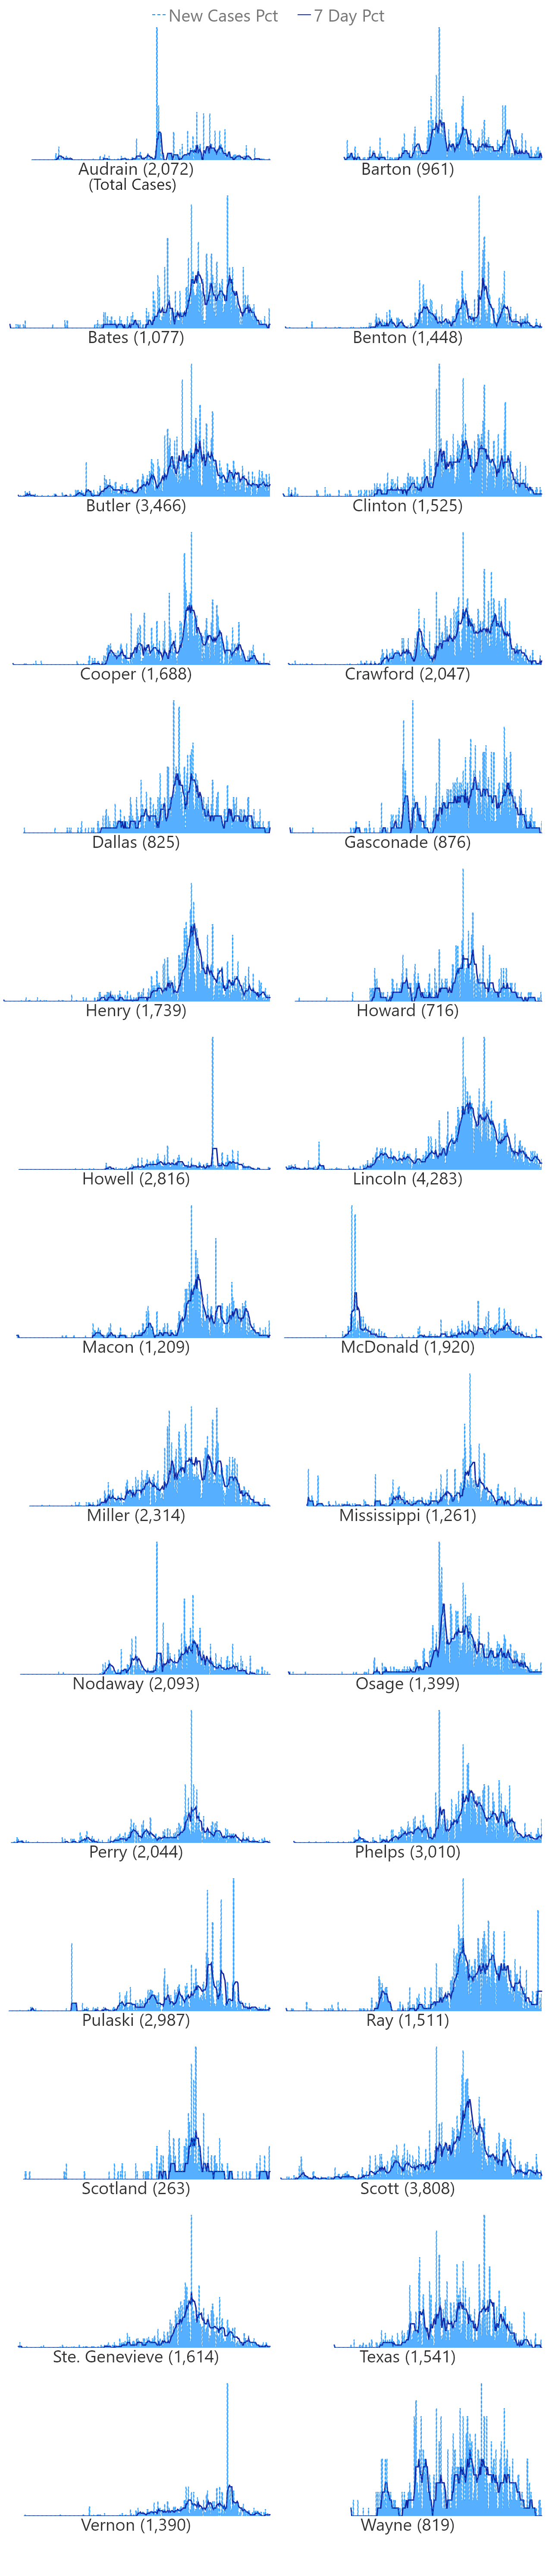 New Cases Pct 7 Day Pct
Audrain (2,072) Barton (961)
(Total Cases)
Bates (1,077) Benton (1,448)
Butler (3,466) Clinton (1,525)
Cooper (1,688) Crawford (2,047)
Dallas (825) Gasconade (876)
Henry (1,739) Howard (716)
Howell (2,816) Lincoln (4,283)
Macon (1,209) McDonald (1,920)
Miller (2,314) Mississippi (1,261)
Nodaway (2,093) Osage (1,399)
Perry (2,044) Phelps (3,010)
Pulaski (2,987) Ray (1,511)
Scotland (263) Scott (3,808)
Ste. Genevieve (1,614) Texas (1,541)
Vernon (1,390) Wayne (819)